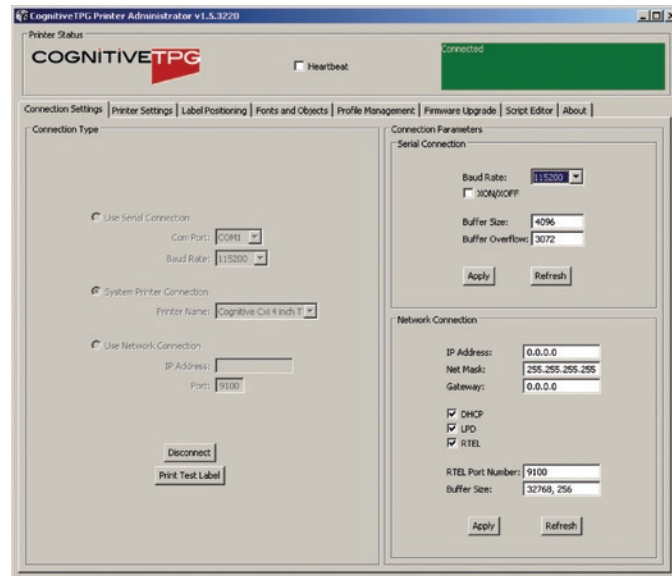 CognitiveTPG Printer Administrator v1.5.3220
Printer Status
COGNITIVETPG
Heartbeat
Connected
Connection Settings Printer Settings Label Positioning Fonts and Objects Profile Management Firmware Upgrade Script Editor About
Connection Type
Use Serial Connection
Com Port: COM1
Baud Rate: 115200
System Printer Connection
Printer Name: Cognitive Cxi 4 inch T
Use Network Connection
IP Address:
Port: 9100
Disconnect
Print Test Label
Connection Parameters
Serial Connection
Baud Rate: 115200
XON/XOFF
Buffer Size: 4096
Buffer Overflow: 3072
Apply Refresh
Network Connection
IP Address: 0.0.0.0
Net Mask: 255.255.255.255
Gateway: 0.0.0.0
DHCP
LPD
RTEL
RTEL Port Number: 9100
Buffer Size: 32768, 256
Apply Refresh